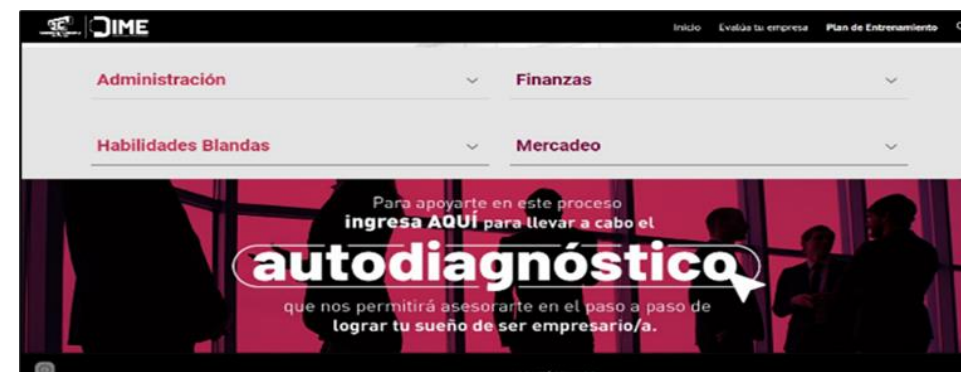 DIME
Inicio Evalúa tu empresa Plan de Entrenamiento
Administración
Finanzas
Habilidades Blandas
Mercadeo
Para apoyarte en este proceso
ingresa AQUÍ para llevar a cabo el
autodiagnóstico
que nos permitirá asesorarte en el paso a paso de
lograr tu sueño de ser empresario/a.